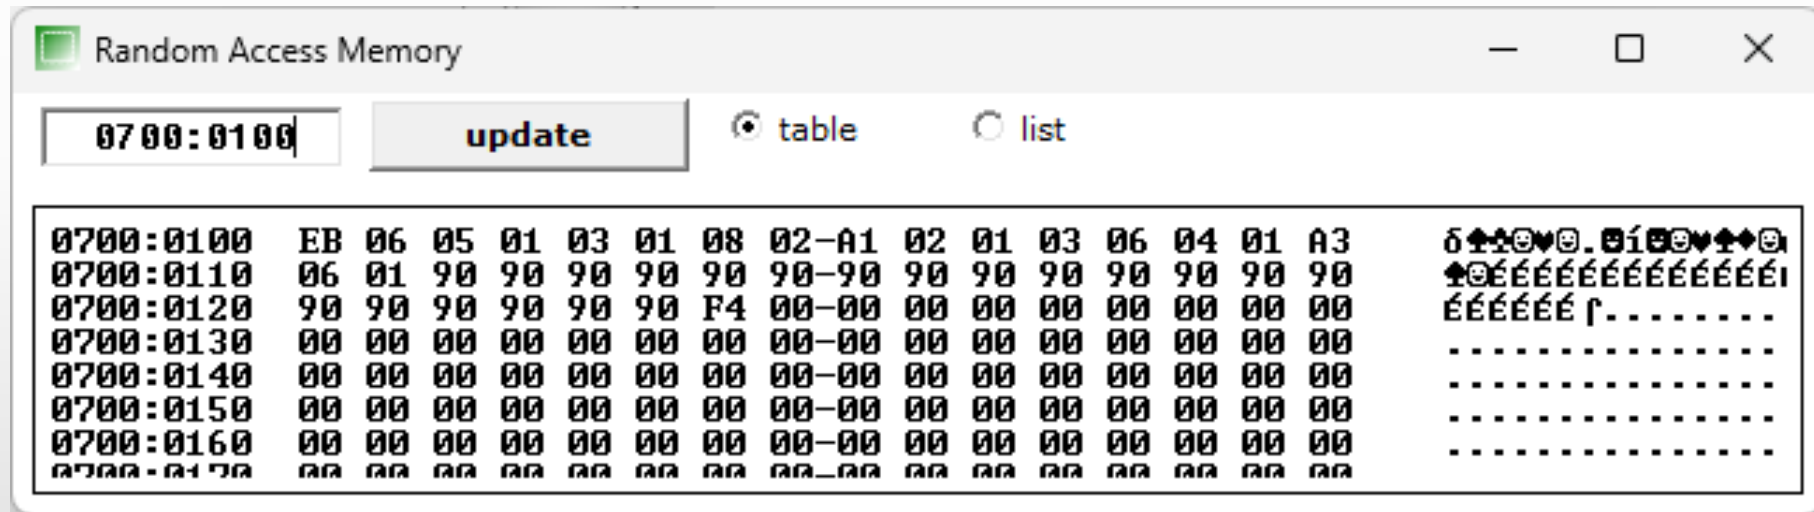 Random Access Memory
0700:0100 update table list
0700:0100 EB 06 05 01 03 01 08 02-A1 02 01 03 06 04 01 A3 δ♠♣☺♥☺.☻í☻☺♥♠♦☺
0700:0110 06 01 90 90 90 90 90 90-90 90 90 90 90 90 90 90 ♠☺ÉÉÉÉÉÉÉÉÉÉÉÉÉ
0700:0120 90 90 90 90 90 90 F4 00-00 00 00 00 00 00 00 00 ÉÉÉÉÉÉ⌠........
0700:0130 00 00 00 00 00 00 00 00-00 00 00 00 00 00 00 00 ...............
0700:0140 00 00 00 00 00 00 00 00-00 00 00 00 00 00 00 00 ...............
0700:0150 00 00 00 00 00 00 00 00-00 00 00 00 00 00 00 00 ...............
0700:0160 00 00 00 00 00 00 00 00-00 00 00 00 00 00 00 00 ...............